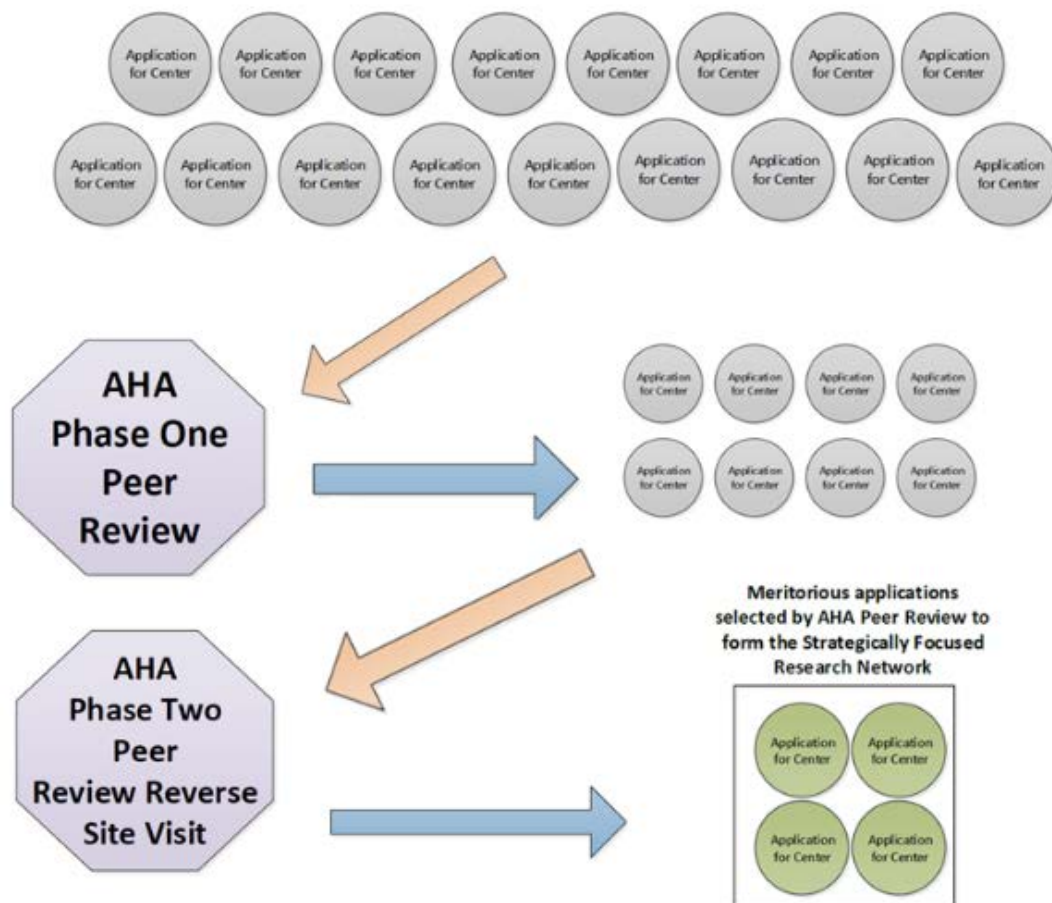 Application
for Center
Application
for Center
Application
for Center
Application
for Center
Application
for Center
Application
for Center
Application
for Center
Application
for Center
Application
for Center
Application
for Center
Application
for Center
Application
for Center
Application
for Center
Application
for Center
Application
for Center
Application
for Center
Application
for Center
AHA
Phase One
Peer
Review
Application
for Center
Application
for Center
Application
for Center
Application
for Center
Application
for Center
Application
for Center
Application
for Center
Application
for Center
AHA
Phase Two
Peer
Review Reverse
Site Visit
Meritorious applications
selected by AHA Peer Review to
form the Strategically Focused
Research Network
Application
for Center
Application
for Center
Application
for Center
Application
for Center